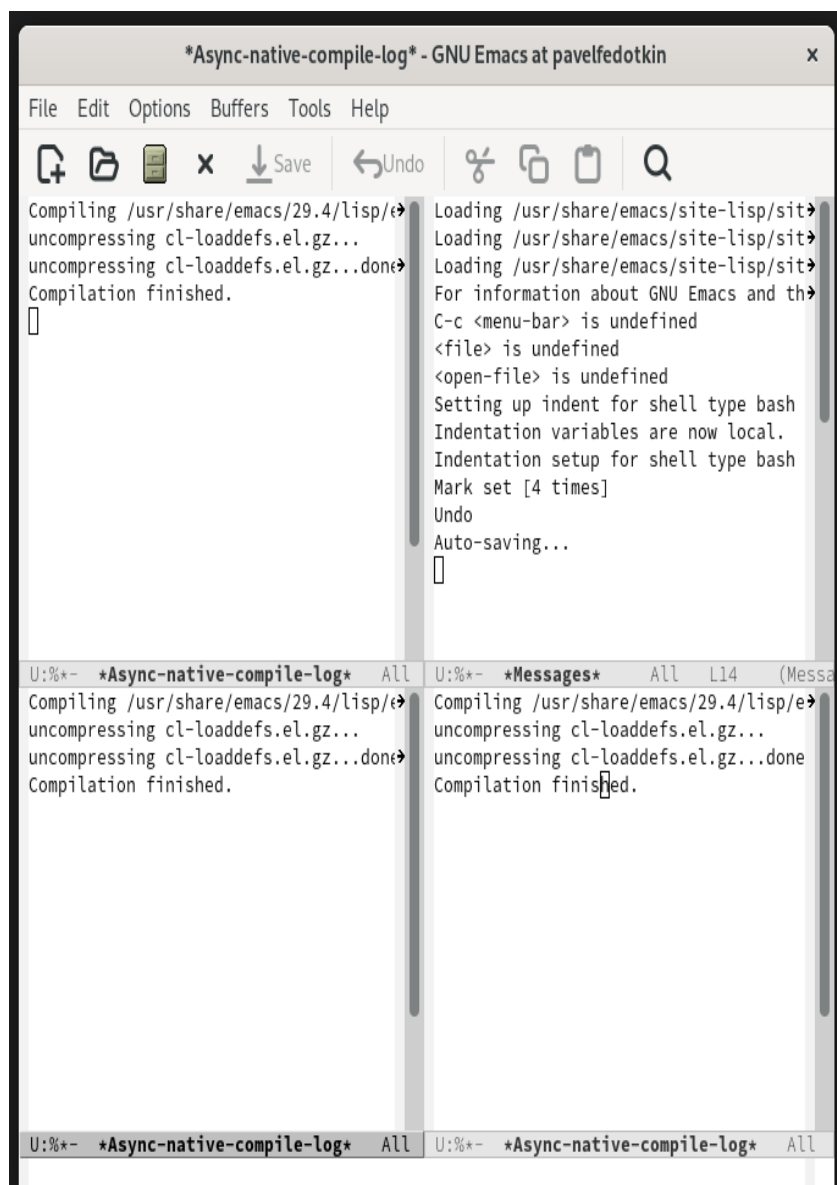 *Async-native-compile-log* - GNU Emacs at pavelfedotkin
File Edit Options Buffers Tools Help
Save Undo
Compiling /usr/share/emacs/29.4/lisp/e
uncompressing cl-loaddefs.el.gz...
uncompressing cl-loaddefs.el.gz...done
Compilation finished.
U:%*- *Async-native-compile-log* All
Loading /usr/share/emacs/site-lisp/sit
Loading /usr/share/emacs/site-lisp/sit
Loading /usr/share/emacs/site-lisp/sit
For information about GNU Emacs and th
C-c <menu-bar> is undefined
<file> is undefined
<open-file> is undefined
Setting up indent for shell type bash
Indentation variables are now local.
Indentation setup for shell type bash
Mark set [4 times]
Undo
Auto-saving...
U:%*- *Messages* All L14 (Messa
Compiling /usr/share/emacs/29.4/lisp/e
uncompressing cl-loaddefs.el.gz...
uncompressing cl-loaddefs.el.gz...done
Compilation finished.
U:%*- *Async-native-compile-log* All
Compiling /usr/share/emacs/29.4/lisp/e
uncompressing cl-loaddefs.el.gz...
uncompressing cl-loaddefs.el.gz...done
Compilation finished.
U:%*- *Async-native-compile-log* All